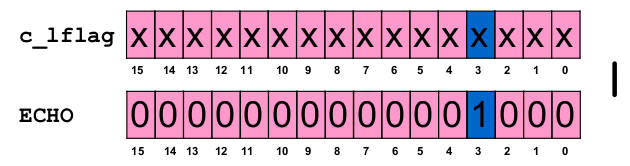 c_lflag x x x x x x x x x x x x x x x x
15 14 13 12 11 10 9 8 7 6 5 4 3 2 1 0
|
ECHO 0 0 0 0 0 0 0 0 0 0 0 0 1 0 0 0
15 14 13 12 11 10 9 8 7 6 5 4 3 2 1 0